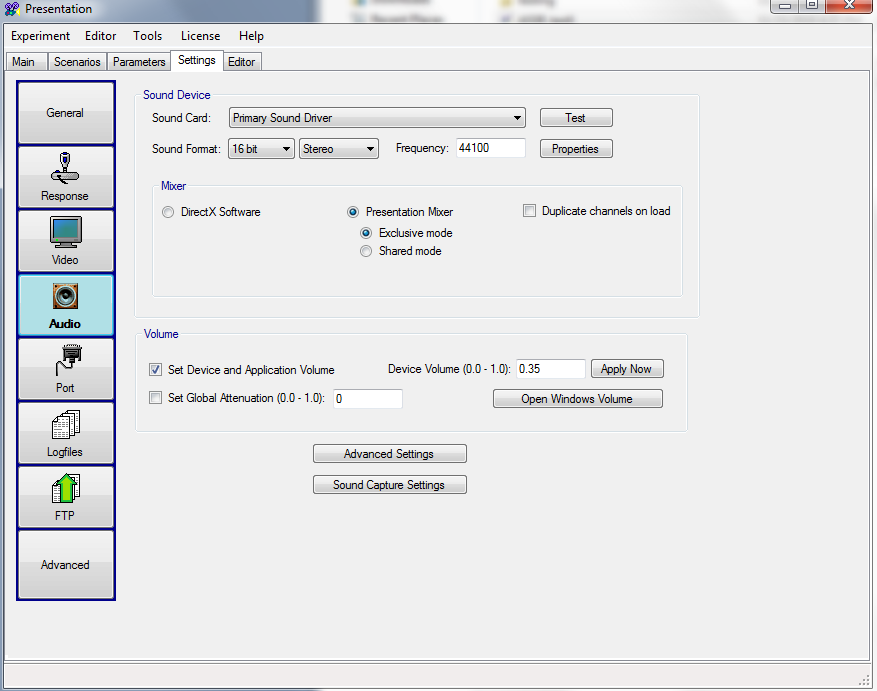 Presentation
Experiment Editor Tools License Help
Main Scenarios Parameters Settings Editor
General
Response
Video
Audio
Port
Logfiles
FTP
Advanced
Sound Device
Sound Card: Primary Sound Driver Test
Sound Format: 16 bit Stereo Frequency: 44100 Properties
Mixer
DirectX Software Presentation Mixer Duplicate channels on load
Exclusive mode
Shared mode
Volume
Set Device and Application Volume Device Volume (0.0 - 1.0): 0.35 Apply Now
Set Global Attenuation (0.0 - 1.0): 0 Open Windows Volume
Advanced Settings
Sound Capture Settings